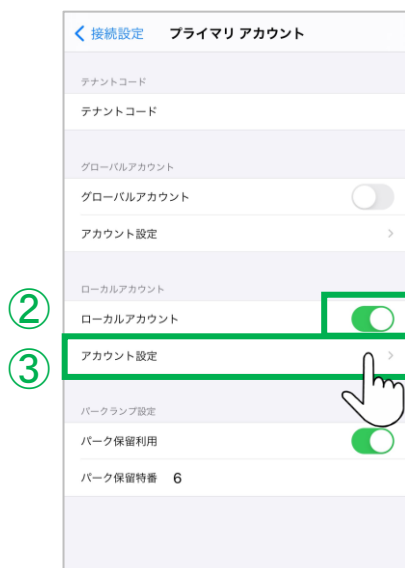 接続設定 プライマリ アカウント
テナントコード
テナントコード
グローバルアカウント
グローバルアカウント
アカウント設定
ローカルアカウント
② ローカルアカウント
③ アカウント設定
パークランプ設定
パーク保留利用
パーク保留特番 6